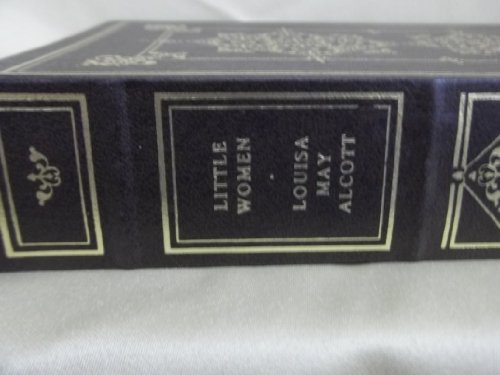 LITTLE
WOMEN
·
LOUISA
MAY
ALCOTT